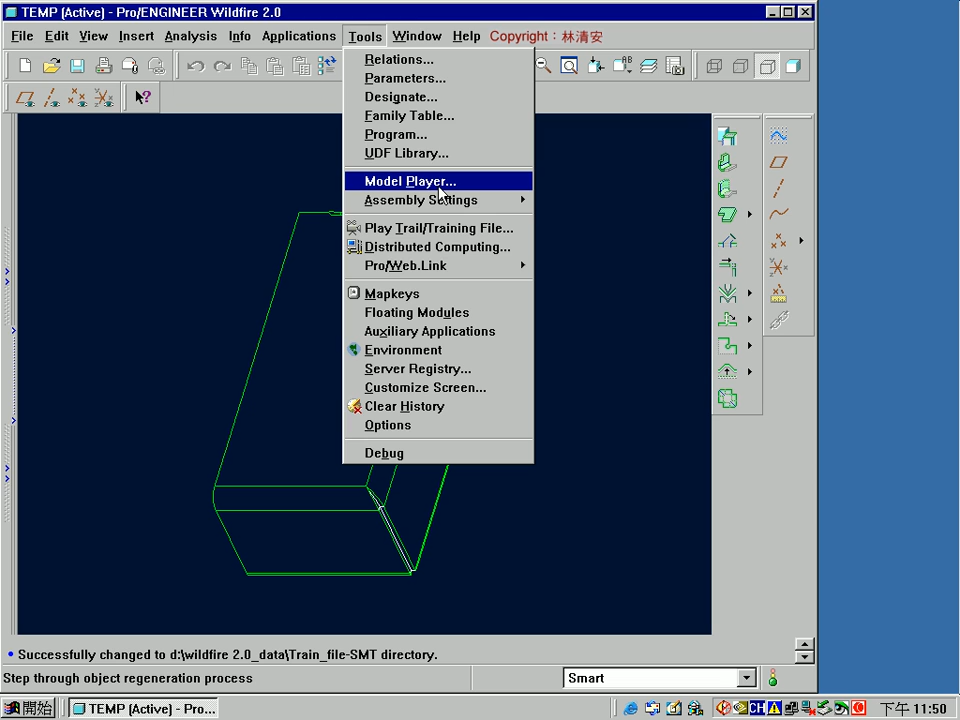 TEMP (Active) - Pro/ENGINEER Wildfire 2.0
File Edit View Insert Analysis Info Applications Tools Window Help Copyright：林清安
Relations...
Parameters...
Designate...
Family Table...
Program...
UDF Library...
Model Player...
Assembly Settings
Play Trail/Training File...
Distributed Computing...
Pro/Web.Link
Mapkeys
Floating Modules
Auxiliary Applications
Environment
Server Registry...
Customize Screen...
Clear History
Options
Debug
• Successfully changed to d:\wildfire 2.0_data\Train_file-SMT directory.
Step through object regeneration process
Smart
開始 TEMP (Active) - Pro... CH 下午 11:50